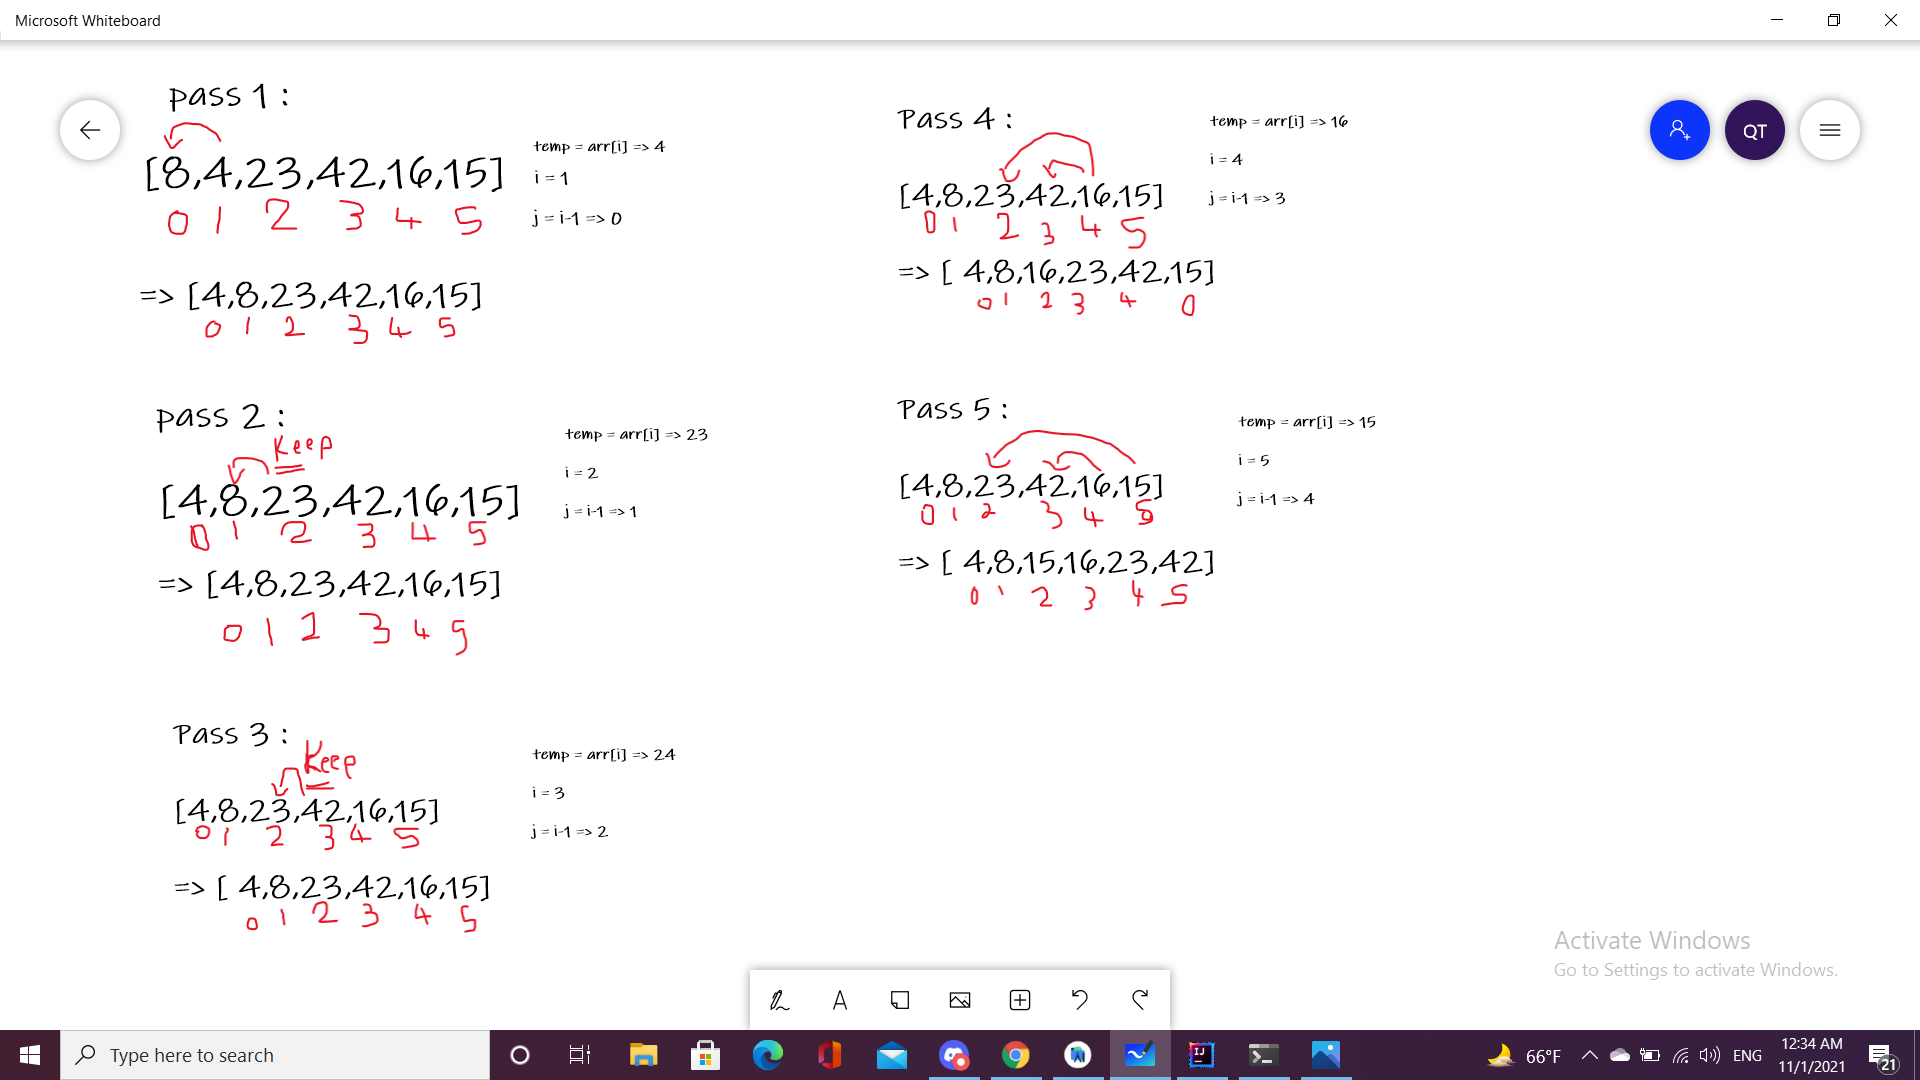 Microsoft Whiteboard
pass 1 :
[8,4,23,42,16,15]
0 1 2 3 4 5
temp = arr[i] => 4
i = 1
j = i-1 => 0
=> [4,8,23,42,16,15]
0 1 2 3 4 5
pass 2 :
Keep
[4,8,23,42,16,15]
0 1 2 3 4 5
temp = arr[i] => 23
i = 2
j = i-1 => 1
=> [4,8,23,42,16,15]
0 1 2 3 4 5
Pass 3 :
Keep
[4,8,23,42,16,15]
0 1 2 3 4 5
temp = arr[i] => 24
i = 3
j = i-1 => 2
=> [ 4,8,23,42,16,15]
0 1 2 3 4 5
Pass 4 :
[4,8,23,42,16,15]
0 1 2 3 4 5
temp = arr[i] => 16
i = 4
j = i-1 => 3
=> [ 4,8,16,23,42,15]
0 1 2 3 4 0
Pass 5 :
[4,8,23,42,16,15]
0 1 2 3 4 5
temp = arr[i] => 15
i = 5
j = i-1 => 4
=> [ 4,8,15,16,23,42]
0 1 2 3 4 5
QT
Activate Windows
Go to Settings to activate Windows.
Type here to search
66°F
ENG
12:34 AM
11/1/2021
21